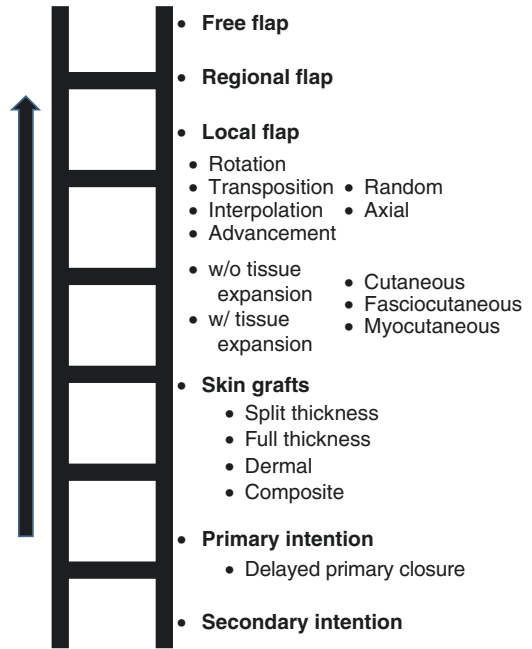 • Free flap
• Regional flap
• Local flap
• Rotation
• Transposition • Random
• Interpolation • Axial
• Advancement
• w/o tissue
expansion • Cutaneous
• Fasciocutaneous
• w/ tissue • Myocutaneous
expansion
• Skin grafts
• Split thickness
• Full thickness
• Dermal
• Composite
• Primary intention
• Delayed primary closure
• Secondary intention